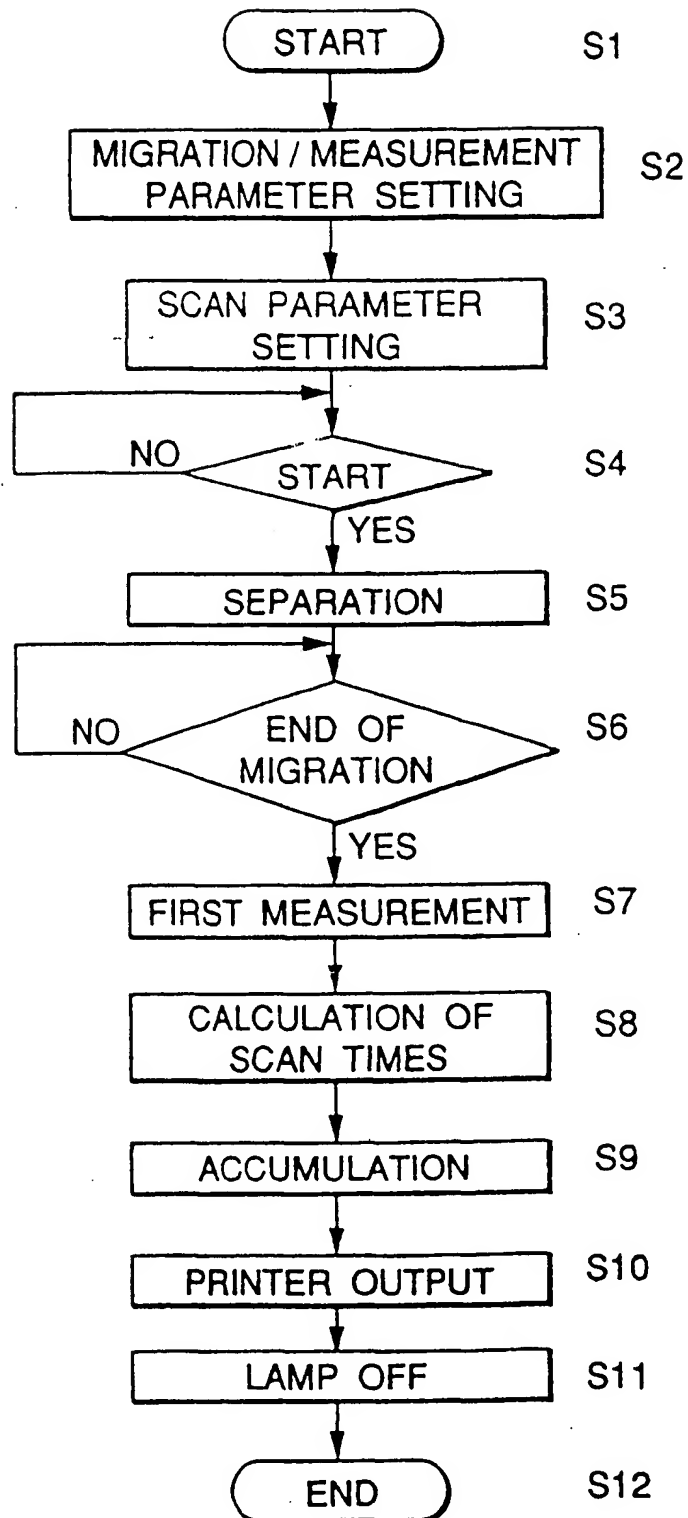 START S1
MIGRATION / MEASUREMENT S2
PARAMETER SETTING
SCAN PARAMETER S3
SETTING
NO START S4
YES
SEPARATION S5
NO END OF S6
MIGRATION
YES
FIRST MEASUREMENT S7
CALCULATION OF S8
SCAN TIMES
ACCUMULATION S9
PRINTER OUTPUT S10
LAMP OFF S11
END S12